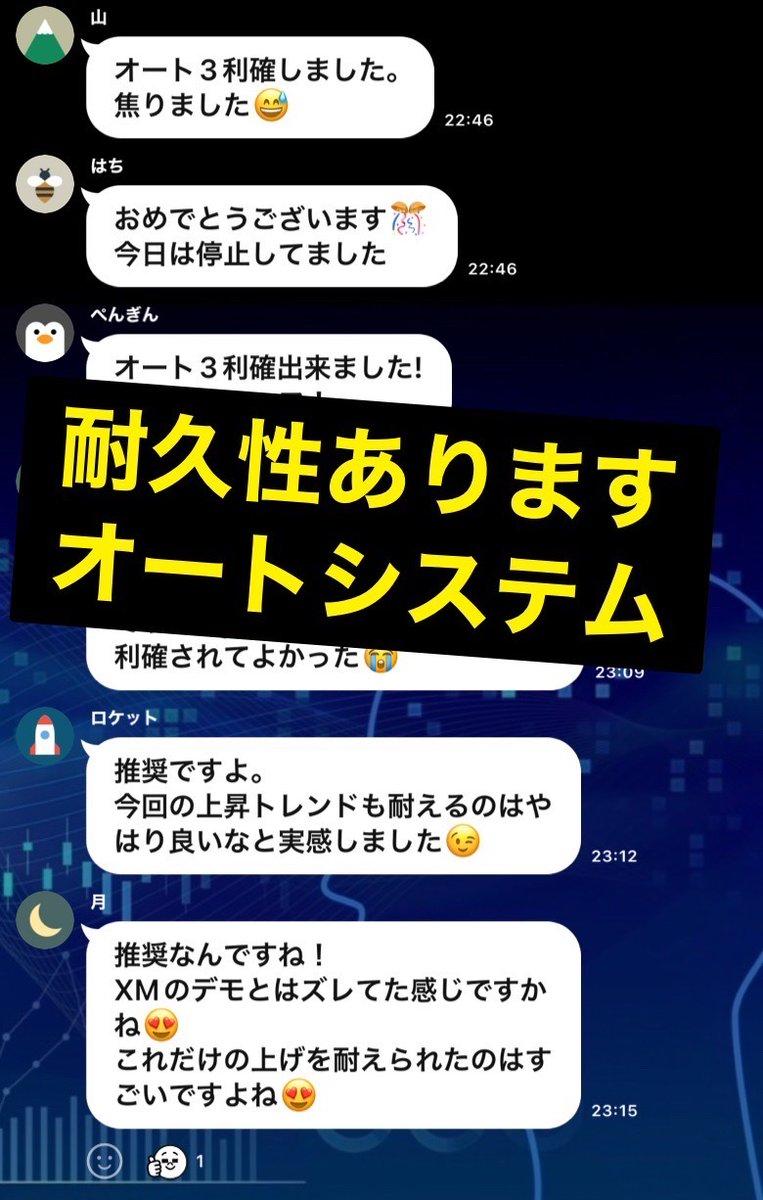 山
オート3利確しました。
焦りました😅
22:46
はち
おめでとうございます🎊
今日は停止してました
22:46
ぺんぎん
オート3利確出来ました!
耐久性あります
オートシステム
利確されてよかった😭
23:09
ロケット
推奨ですよ。
今回の上昇トレンドも耐えるのはや
はり良いなと実感しました😉
23:12
月
推奨なんですね！
XMのデモとはズレてた感じですか
ね😍
これだけの上げを耐えられたのはす
ごいですよね😍
23:15
1